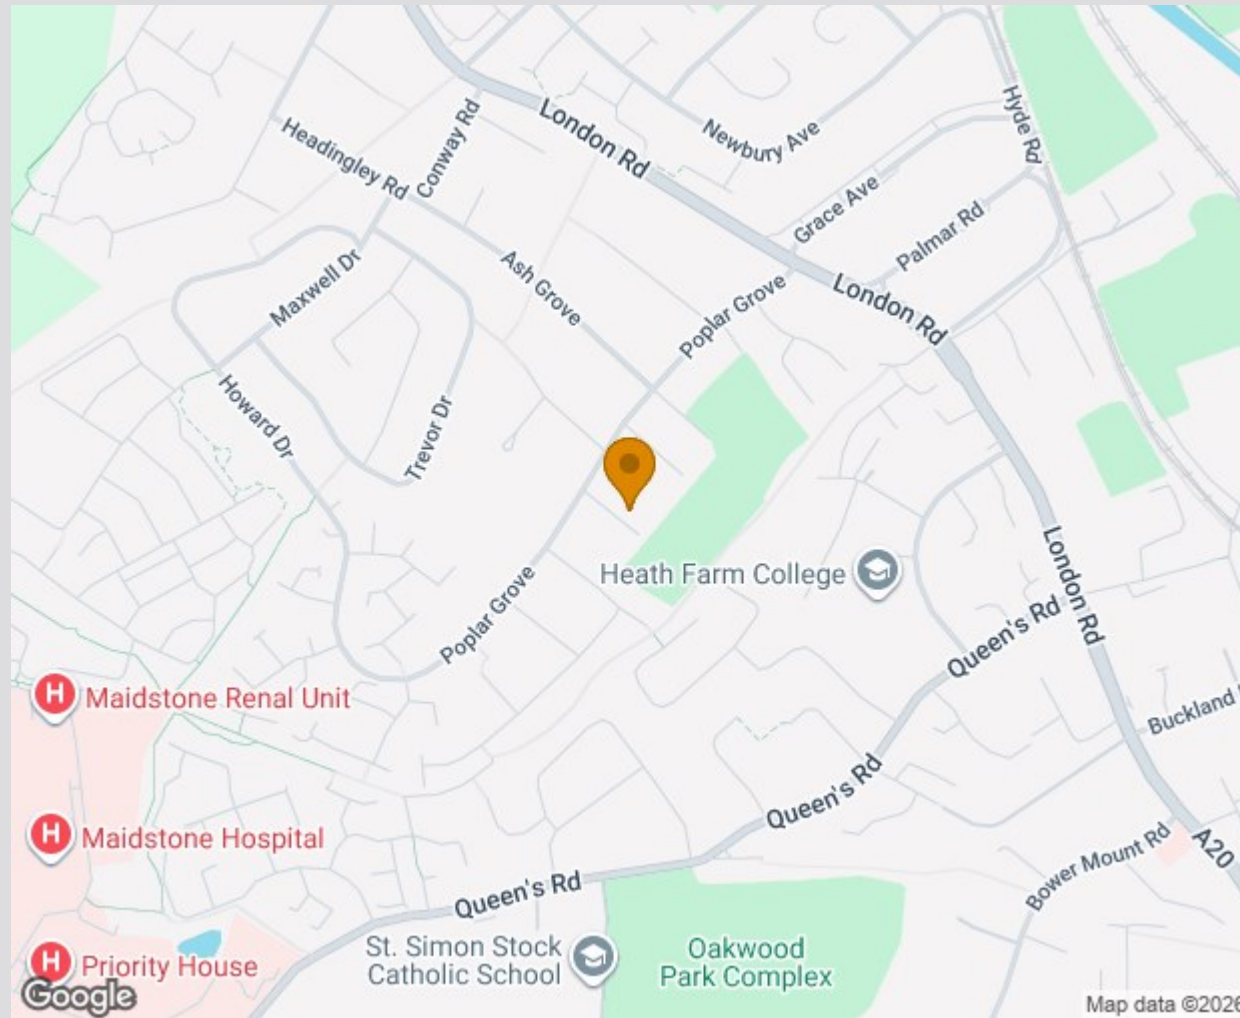 Hyde Rd
London Rd
Newbury Ave
Conway Rd
Headingley Rd
Grace Ave
Palmar Rd
Maxwell Dr
Ash Grove
Poplar Grove
London Rd
Howard Dr
Trevor Dr
Heath Farm College
London Rd
Poplar Grove
Queen's Rd
Maidstone Renal Unit
Buckland
Queen's Rd
Maidstone Hospital
A20
Bower Mount Rd
Queen's Rd
St. Simon Stock
Catholic School
Oakwood
Park Complex
Priority House
Google
Map data ©2026
H
H
H